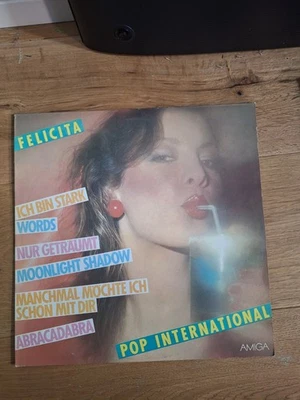 FELICITA
ICH BIN STARK
WORDS
NUR GETRÄUMT
MOONLIGHT SHADOW
MANCHMAL MÖCHTE ICH
SCHON MIT DIR
ABRACADABRA
POP INTERNATIONAL
AMIGA